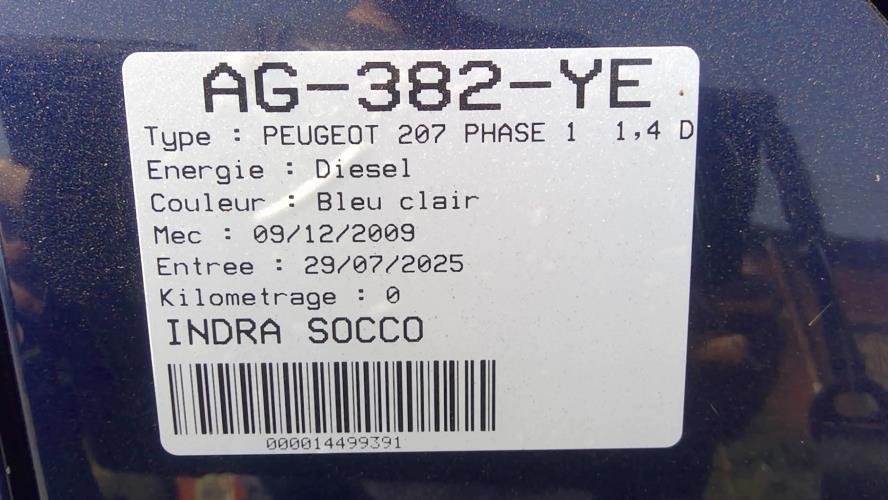 AG-382-YE
Type : PEUGEOT 207 PHASE 1 1,4 D
Energie : Diesel
Couleur : Bleu clair
Mec : 09/12/2009
Entree : 29/07/2025
Kilometrage : 0
INDRA SOCCO
000014499391